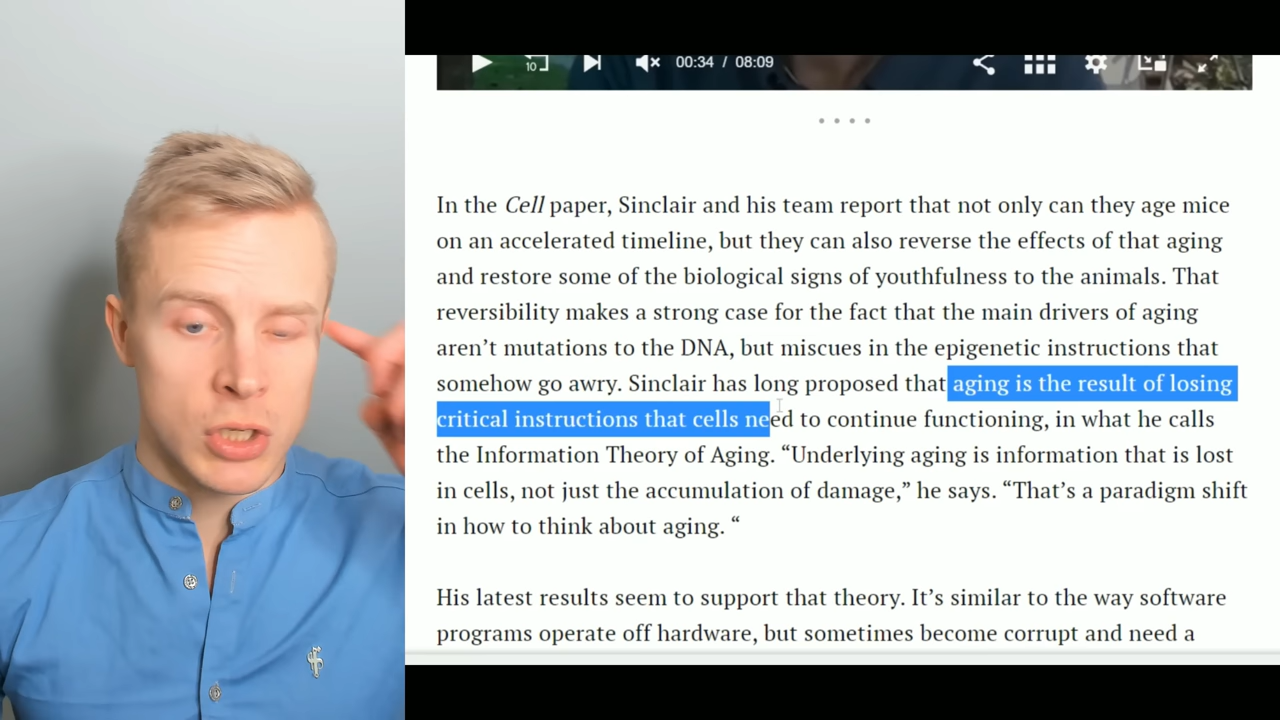 10
00:34 / 08:09
In the Cell paper, Sinclair and his team report that not only can they age mice
on an accelerated timeline, but they can also reverse the effects of that aging
and restore some of the biological signs of youthfulness to the animals. That
reversibility makes a strong case for the fact that the main drivers of aging
aren’t mutations to the DNA, but miscues in the epigenetic instructions that
somehow go awry. Sinclair has long proposed that aging is the result of losing
critical instructions that cells need to continue functioning, in what he calls
the Information Theory of Aging. “Underlying aging is information that is lost
in cells, not just the accumulation of damage,” he says. “That’s a paradigm shift
in how to think about aging. “
His latest results seem to support that theory. It’s similar to the way software
programs operate off hardware, but sometimes become corrupt and need a